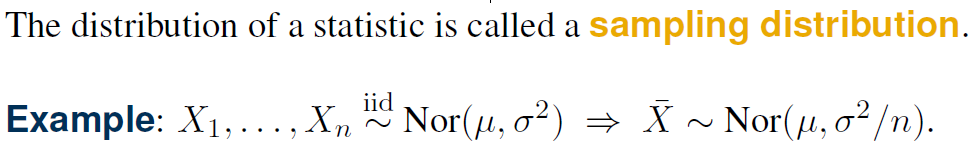 The distribution of a statistic is called a sampling distribution.
Example: X₁, . . . , Xₙ iid ∼ Nor(μ, σ²) ⇒ X̄ ∼ Nor(μ, σ²/n).